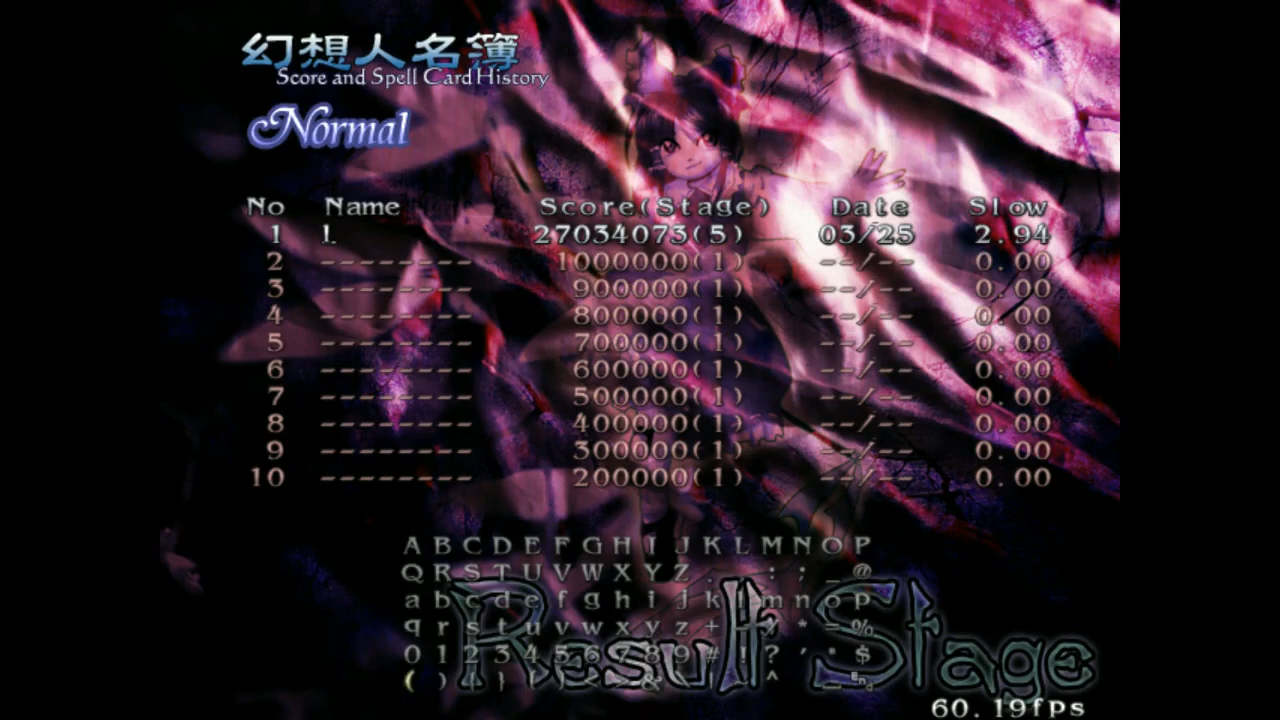 幻想人名簿
Score and Spell Card History
Normal
No Name Score(Stage) Date Slow
1 L 27034073(5) 03/25 2.94
2 -------- 1000000(1) --/-- 0.00
3 -------- 900000(1) --/-- 0.00
4 -------- 800000(1) --/-- 0.00
5 -------- 700000(1) --/-- 0.00
6 -------- 600000(1) --/-- 0.00
7 -------- 500000(1) --/-- 0.00
8 -------- 400000(1) --/-- 0.00
9 -------- 300000(1) --/-- 0.00
10 -------- 200000(1) --/-- 0.00
A B C D E F G H I J K L M N O P
Q R S T U V W X Y Z . , : ; _ @
a b c d e f g h i j k l m n o p
q r s t u v w x y z + - / * = %
0 1 2 3 4 5 6 7 8 9 # ! ? ' " $
( ) { } [ ] < > & | ~ ^ _ End
Result Stage
60.19fps